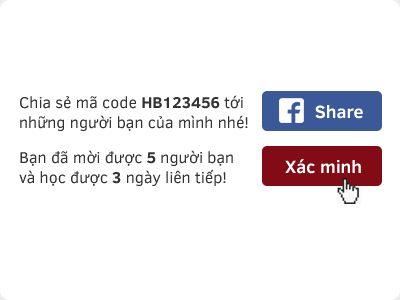 Chia sẻ mã code HB123456 tới
những người bạn của mình nhé!
Share
Bạn đã mời được 5 người bạn
và học được 3 ngày liên tiếp!
Xác minh